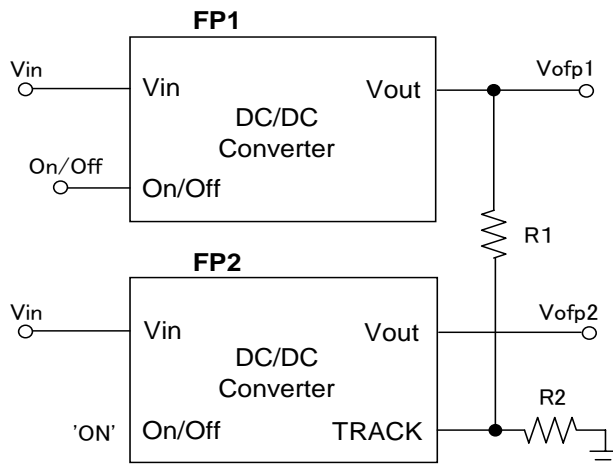 FP1
Vin
Vin
Vout
Vofp1
DC/DC
Converter
On/Off
On/Off
R1
FP2
Vin
Vin
Vout
Vofp2
DC/DC
Converter
R2
'ON'
On/Off
TRACK